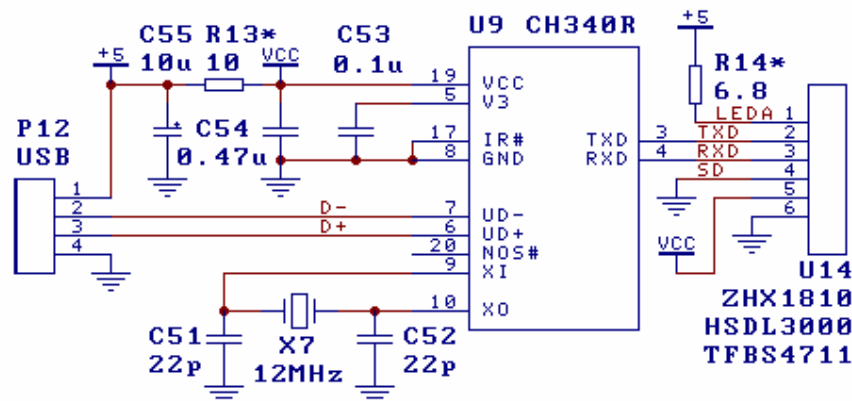 U9 CH340R
C55 R13* VCC C53
+5 10u 10 0.1u
+5
R14*
6.8
P12
USB
C54
0.47u
19 VCC
5 V3
17 IR#
8 GND
7 UD-
6 UD+
20 NOS#
9 XI
10 XO
TXD 3
RXD 4
LEDA 1
TXD 2
RXD 3
SD 4
5
6
VCC
1
2 D-
3 D+
4
C51
22p
X7
12MHz
C52
22p
U14
ZHX1810
HSDL3000
TFBS4711